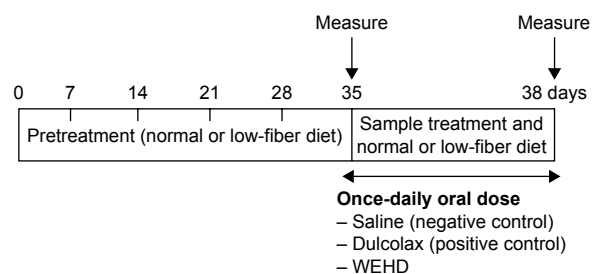 Measure Measure
0 7 14 21 28 35 38 days
Pretreatment (normal or low-fiber diet)
Sample treatment and
normal or low-fiber diet
Once-daily oral dose
– Saline (negative control)
– Dulcolax (positive control)
– WEHD